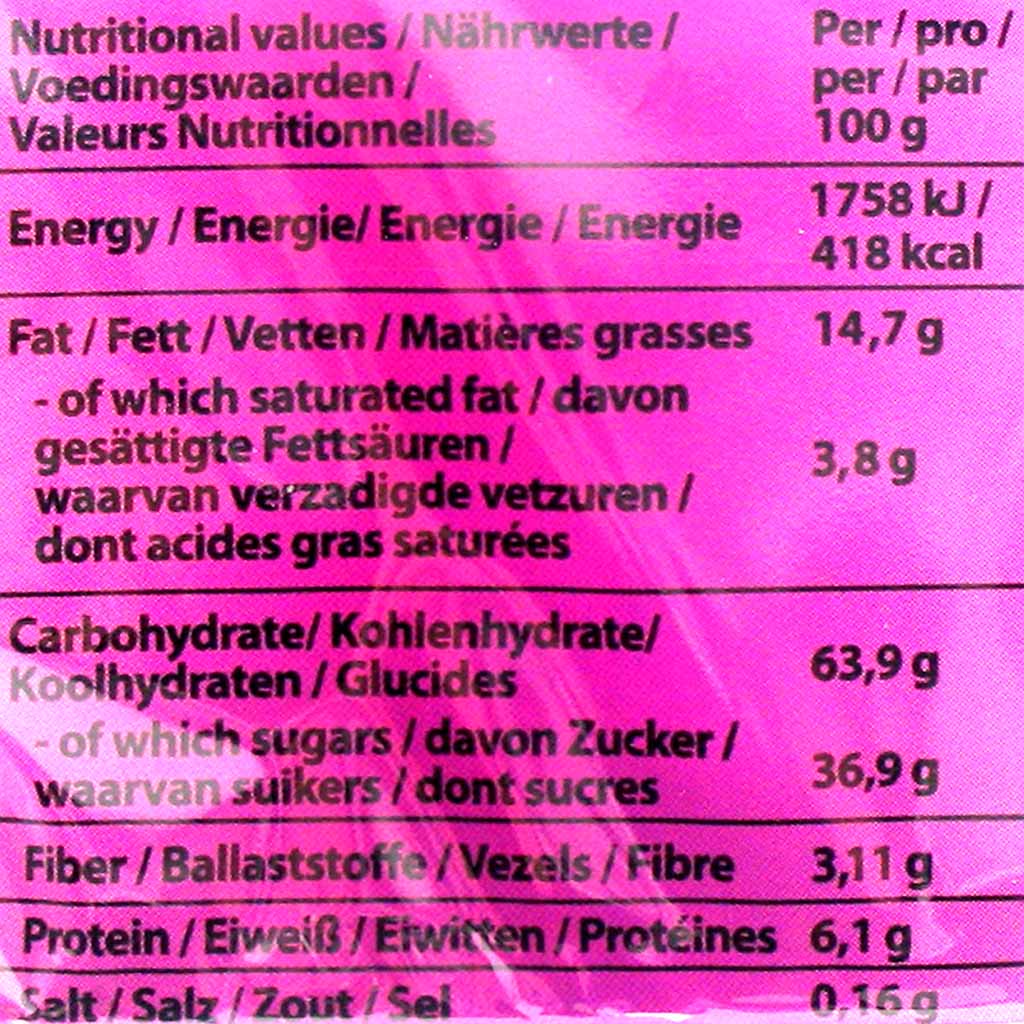 Nutritional values / Nährwerte /
Voedingswaarden /
Valeurs Nutritionnelles
Per / pro /
per / par
100 g
Energy / Energie/ Energie / Energie
1758 kJ /
418 kcal
Fat / Fett / Vetten / Matières grasses 14,7 g
- of which saturated fat / davon
gesättigte Fettsäuren /
waarvan verzadigde vetzuren /
dont acides gras saturées
3,8 g
Carbohydrate/ Kohlenhydrate/
Koolhydraten / Glucides
63,9 g
- of which sugars / davon Zucker /
waarvan suikers / dont sucres
36,9 g
Fiber / Ballaststoffe / Vezels / Fibre 3,11 g
Protein / Eiweiß / Eiwitten / Protéines 6,1 g
Salt / Salz / Zout / Sel 0,16 g